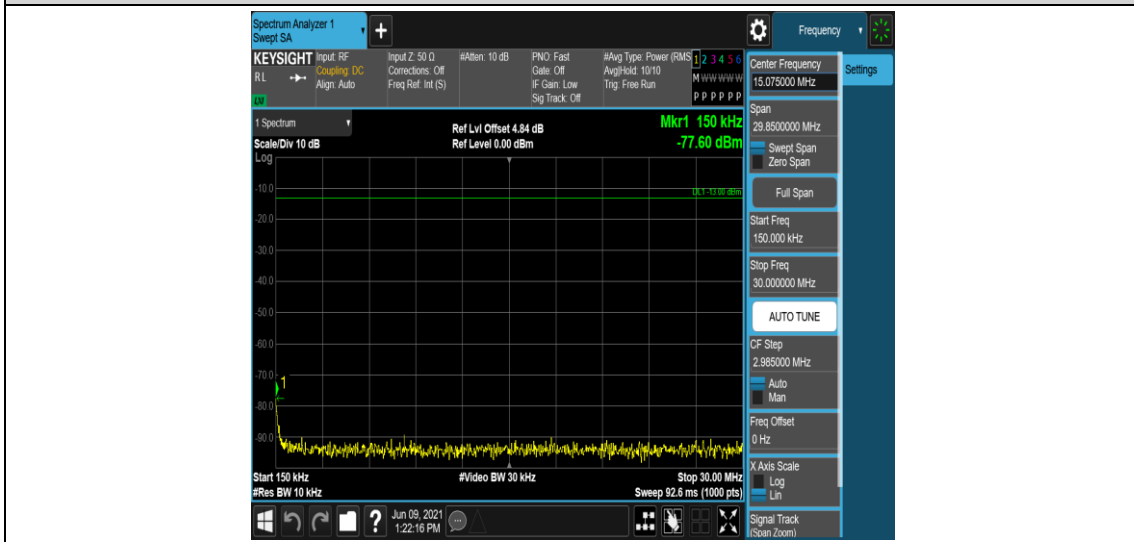 Spectrum Analyzer 1
Swept SA
+
Frequency
KEYSIGHT
RL
LXI
Input: RF
Coupling: DC
Align: Auto
Input Z: 50 Ω
Corrections: Off
Freq Ref: Int (S)
#Atten: 10 dB
PNO: Fast
Gate: Off
IF Gain: Low
Sig Track: Off
#Avg Type: Power (RMS
Avg|Hold: 10/10
Trig: Free Run
1 2 3 4 5 6
M W W W W W
P P P P P P
1 Spectrum
Scale/Div 10 dB
Log
Ref Lvl Offset 4.84 dB
Ref Level 0.00 dBm
Mkr1 150 kHz
-77.60 dBm
DL1 -13.00 dBm
-10.0
-20.0
-30.0
-40.0
-50.0
-60.0
-70.0
1
-80.0
-90.0
Start 150 kHz
#Video BW 30 kHz
Stop 30.00 MHz
#Res BW 10 kHz
Sweep 92.6 ms (1000 pts)
?
Jun 09, 2021
1:22:16 PM
Center Frequency
15.075000 MHz
Settings
Span
29.8500000 MHz
Swept Span
Zero Span
Full Span
Start Freq
150.000 kHz
Stop Freq
30.000000 MHz
AUTO TUNE
CF Step
2.985000 MHz
Auto
Man
Freq Offset
0 Hz
X Axis Scale
Log
Lin
Signal Track
(Span Zoom)